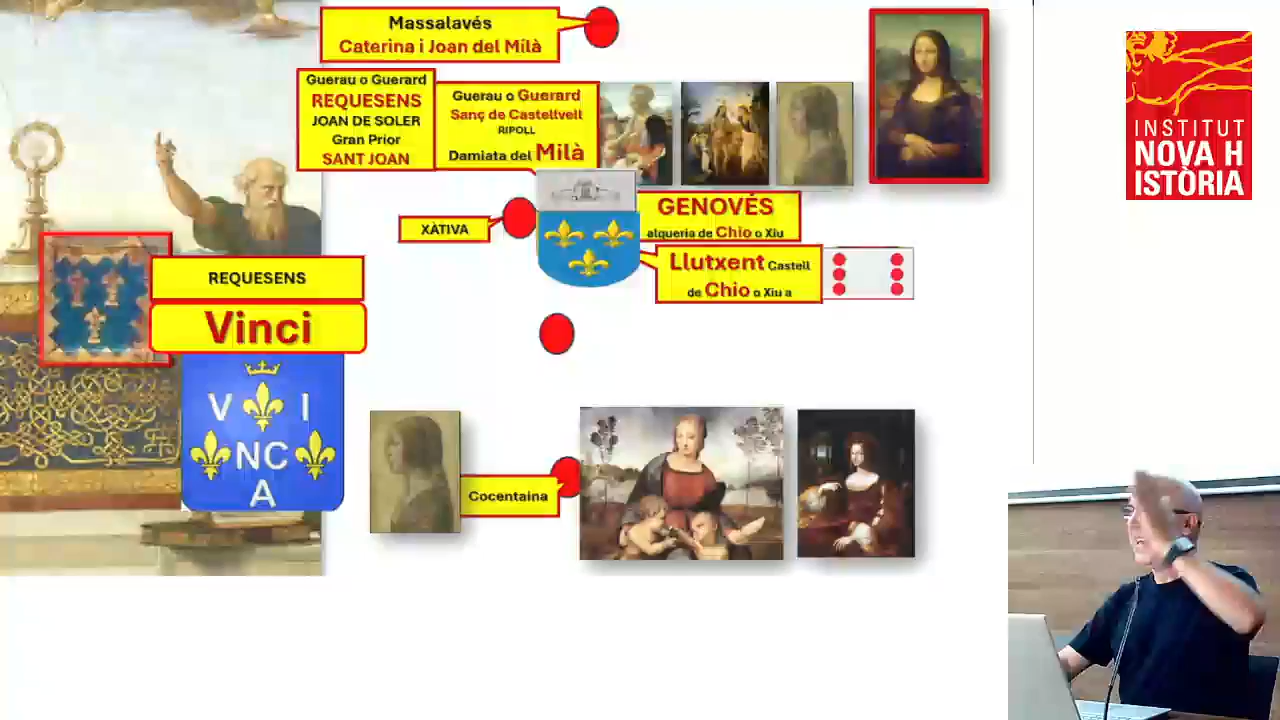 Massalavés
Caterina i Joan del Milà
Guerau o Guerard
REQUESENS
JOAN DE SOLER
Gran Prior
SANT JOAN
Guerau o Guerard
Sanç de Castellvell
RIPOLL
Damiata del Milà
XÀTIVA
GENOVÉS
alqueria de Chio o Xiu
Llutxent Castell
de Chio o Xiu a
REQUESENS
Vinci
V I
NC
A
Cocentaina
INSTITUT
NOVA H
ISTÒRIA